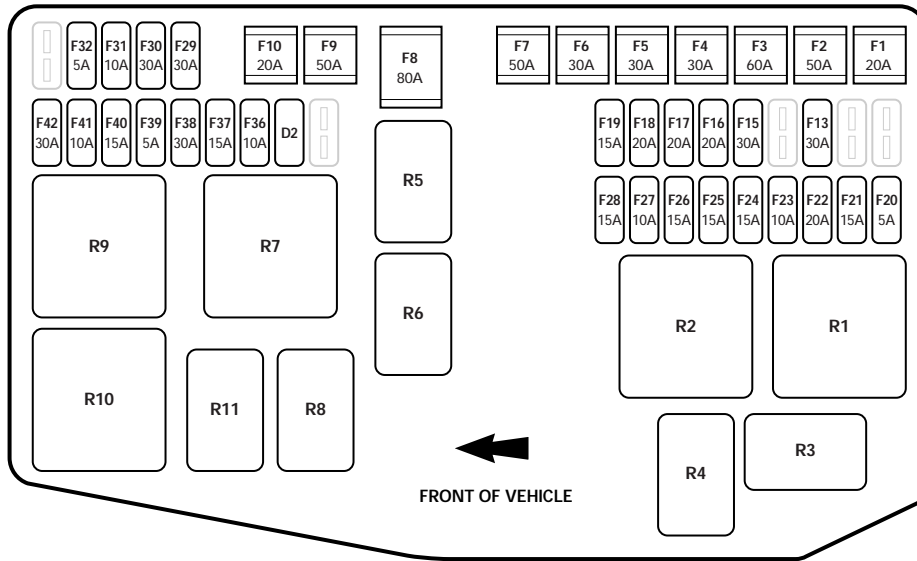 F32 F31 F30 F29
5A 10A 30A 30A
F10 F9
20A 50A
F8
80A
F7 F6 F5 F4 F3 F2 F1
50A 30A 30A 30A 60A 50A 20A
F42 F41 F40 F39 F38 F37 F36 D2
30A 10A 15A 5A 30A 15A 10A
F19 F18 F17 F16 F15 F13
15A 20A 20A 20A 30A 30A
R5
F28 F27 F26 F25 F24 F23 F22 F21 F20
15A 10A 15A 15A 15A 10A 20A 15A 5A
R9 R7
R6
R2 R1
R10 R11 R8
R4 R3
FRONT OF VEHICLE